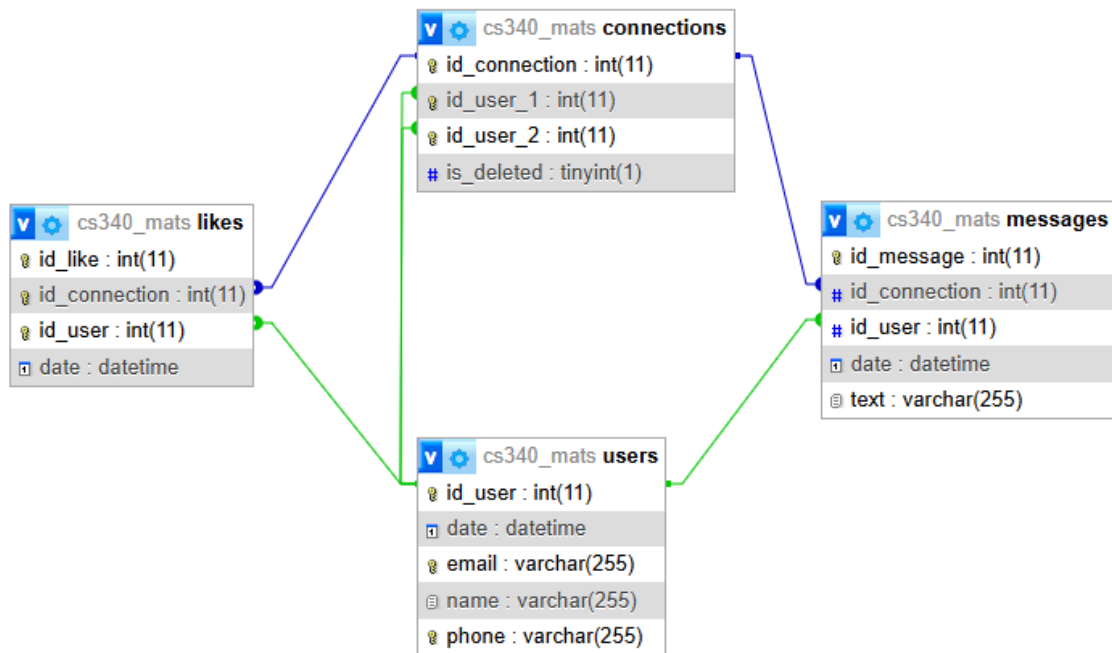 v cs340_mats connections
id_connection : int(11)
id_user_1 : int(11)
id_user_2 : int(11)
# is_deleted : tinyint(1)
v cs340_mats likes
id_like : int(11)
id_connection : int(11)
id_user : int(11)
date : datetime
v cs340_mats messages
id_message : int(11)
# id_connection : int(11)
# id_user : int(11)
date : datetime
text : varchar(255)
v cs340_mats users
id_user : int(11)
date : datetime
email : varchar(255)
name : varchar(255)
phone : varchar(255)